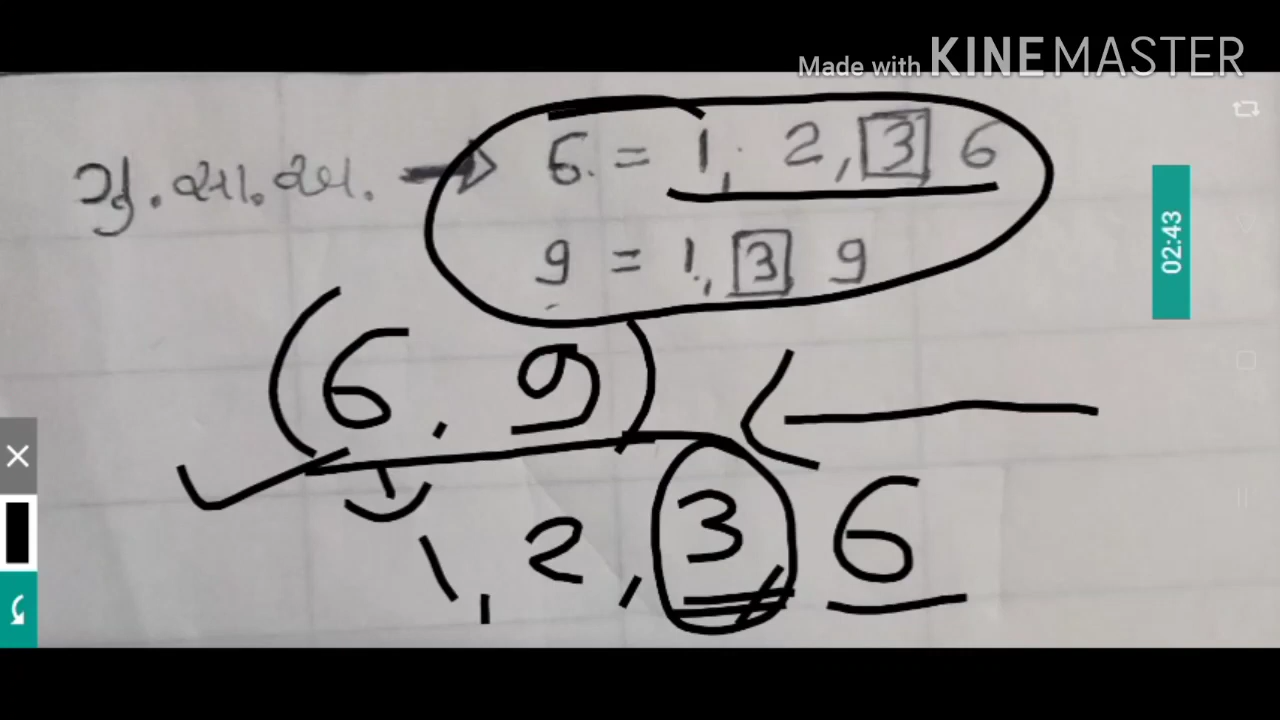 Made with KINEMASTER
ગુ.સા.અ. → 6 = 1, 2, 3 6
9 = 1, 3 9
02:43
(6, 9)
1, 2, 3 6